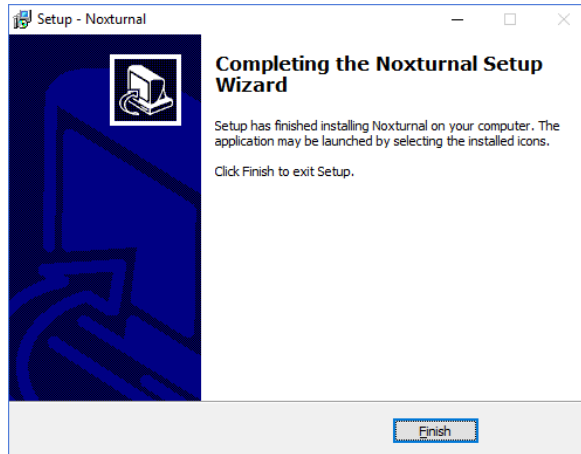 Setup - Noxturnal
Completing the Noxturnal Setup
Wizard
Setup has finished installing Noxturnal on your computer. The
application may be launched by selecting the installed icons.
Click Finish to exit Setup.
Finish